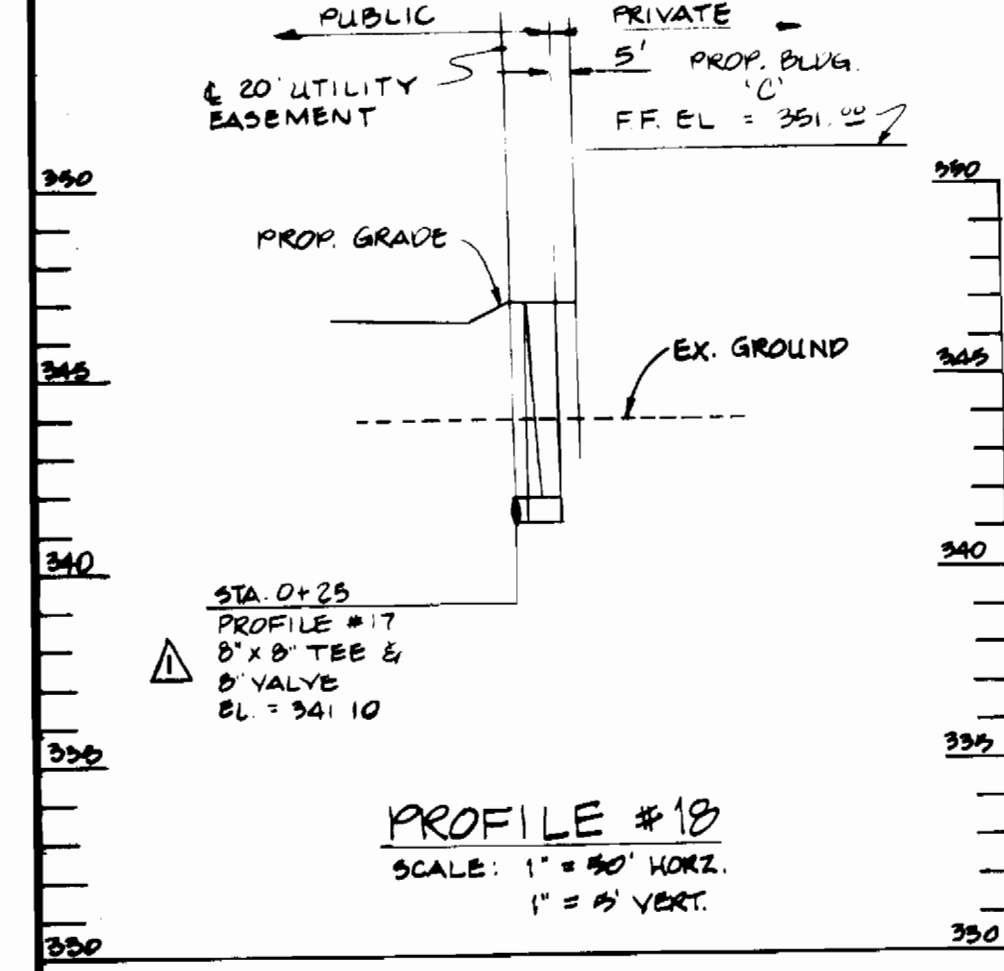 PUBLIC
PRIVATE
5'
PROP. BLDG.
'C'
F.F. EL = 351.00
℄ 20' UTILITY
EASEMENT
350
350
PROP. GRADE
EX. GROUND
345
345
340
340
STA. 0+25
PROFILE #17
8" x 8" TEE &
8" VALVE
EL. = 341.10
1
335
335
PROFILE #18
SCALE: 1" = 50' HORZ.
1" = 5' VERT.
330
330